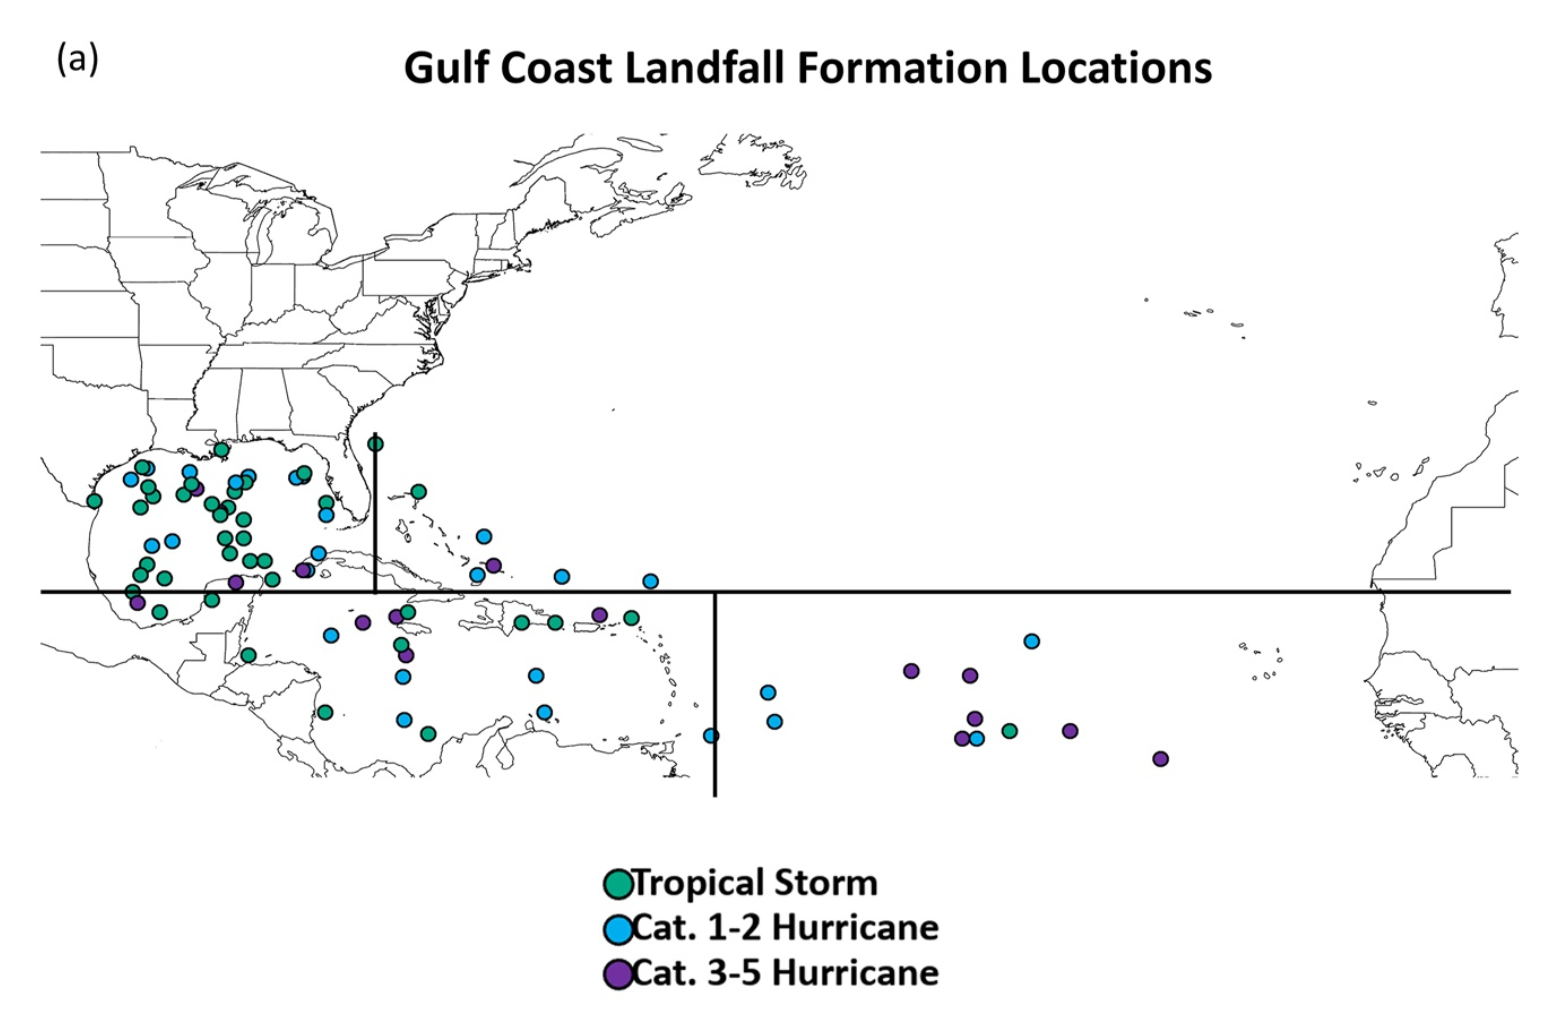 (a)
Gulf Coast Landfall Formation Locations
Tropical Storm
Cat. 1-2 Hurricane
Cat. 3-5 Hurricane